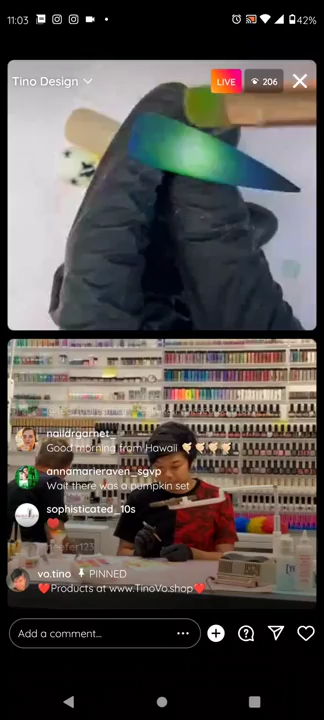 11:03
42%
Tino Design
LIVE
206
naildrgarnet
Good morning from Hawaii 🤙🏻🤙🏻🤙🏻🤙🏻
annamarieraven_sgvp
Wait there was a pumpkin set
sophisticated_10s
❤️
vo.tino 📌 PINNED
❤️Products at www.TinoVo.shop❤️
Add a comment...